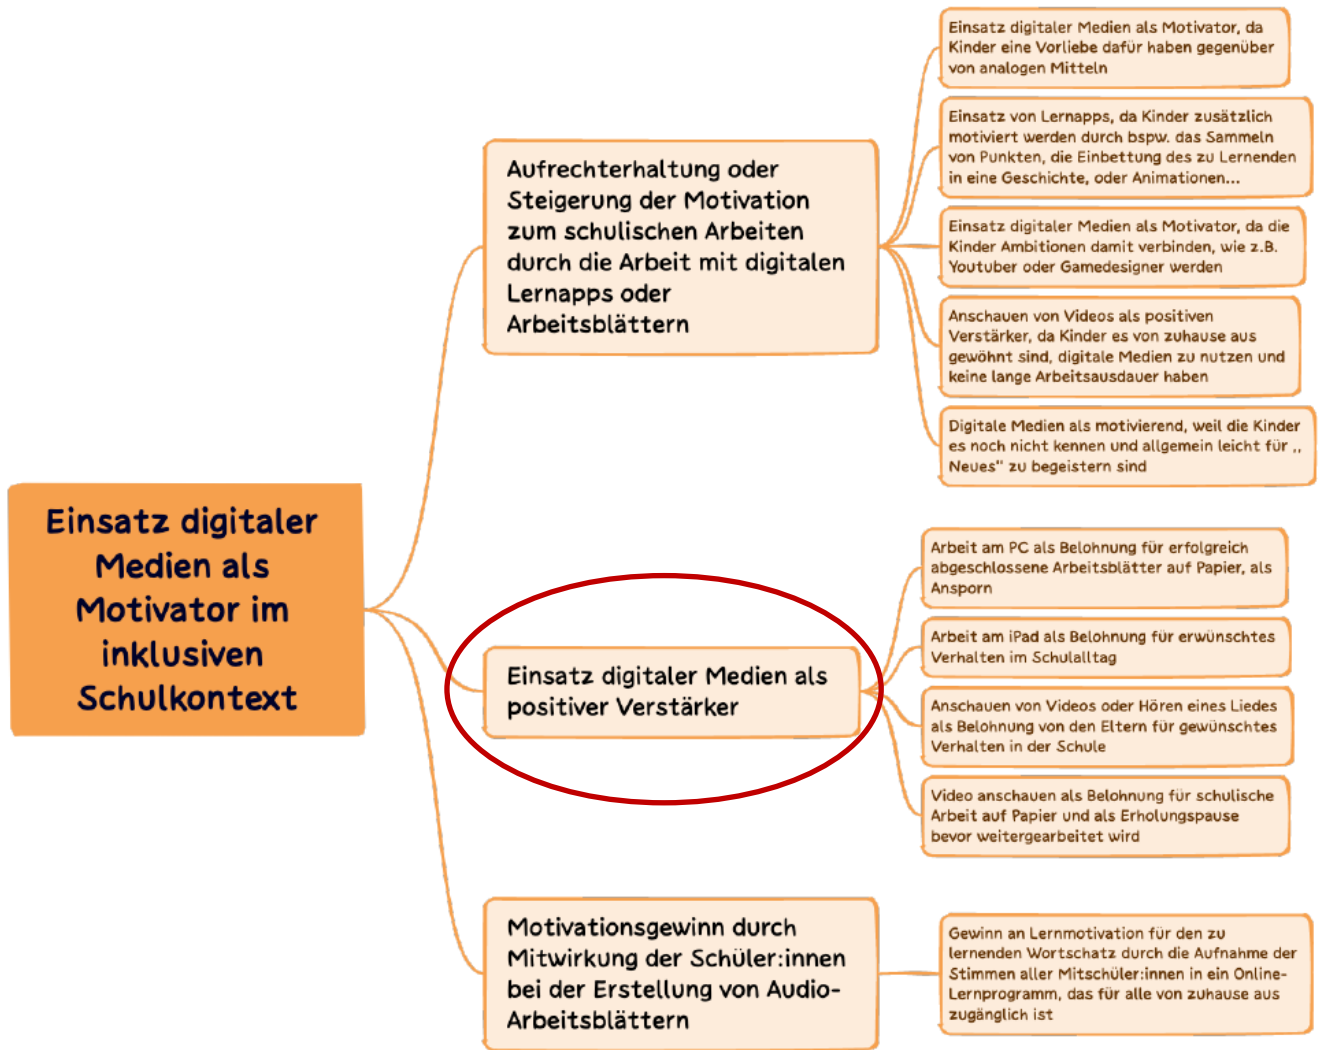 Einsatz digitaler
Medien als
Motivator im
inklusiven
Schulkontext
Aufrechterhaltung oder
Steigerung der Motivation
zum schulischen Arbeiten
durch die Arbeit mit digitalen
Lernapps oder
Arbeitsblättern
Einsatz digitaler Medien als Motivator, da
Kinder eine Vorliebe dafür haben gegenüber
von analogen Mitteln
Einsatz von Lernapps, da Kinder zusätzlich
motiviert werden durch bspw. das Sammeln
von Punkten, die Einbettung des zu Lernenden
in eine Geschichte, oder Animationen...
Einsatz digitaler Medien als Motivator, da die
Kinder Ambitionen damit verbinden, wie z.B.
Youtuber oder Gamedesigner werden
Anschauen von Videos als positiven
Verstärker, da Kinder es von zuhause aus
gewöhnt sind, digitale Medien zu nutzen und
keine lange Arbeitsausdauer haben
Digitale Medien als motivierend, weil die Kinder
es noch nicht kennen und allgemein leicht für ,,
Neues" zu begeistern sind
Einsatz digitaler Medien als
positiver Verstärker
Arbeit am PC als Belohnung für erfolgreich
abgeschlossene Arbeitsblätter auf Papier, als
Ansporn
Arbeit am iPad als Belohnung für erwünschtes
Verhalten im Schulalltag
Anschauen von Videos oder Hören eines Liedes
als Belohnung von den Eltern für gewünschtes
Verhalten in der Schule
Video anschauen als Belohnung für schulische
Arbeit auf Papier und als Erholungspause
bevor weitergearbeitet wird
Motivationsgewinn durch
Mitwirkung der Schüler:innen
bei der Erstellung von Audio-
Arbeitsblättern
Gewinn an Lernmotivation für den zu
lernenden Wortschatz durch die Aufnahme der
Stimmen aller Mitschüler:innen in ein Online-
Lernprogramm, das für alle von zuhause aus
zugänglich ist